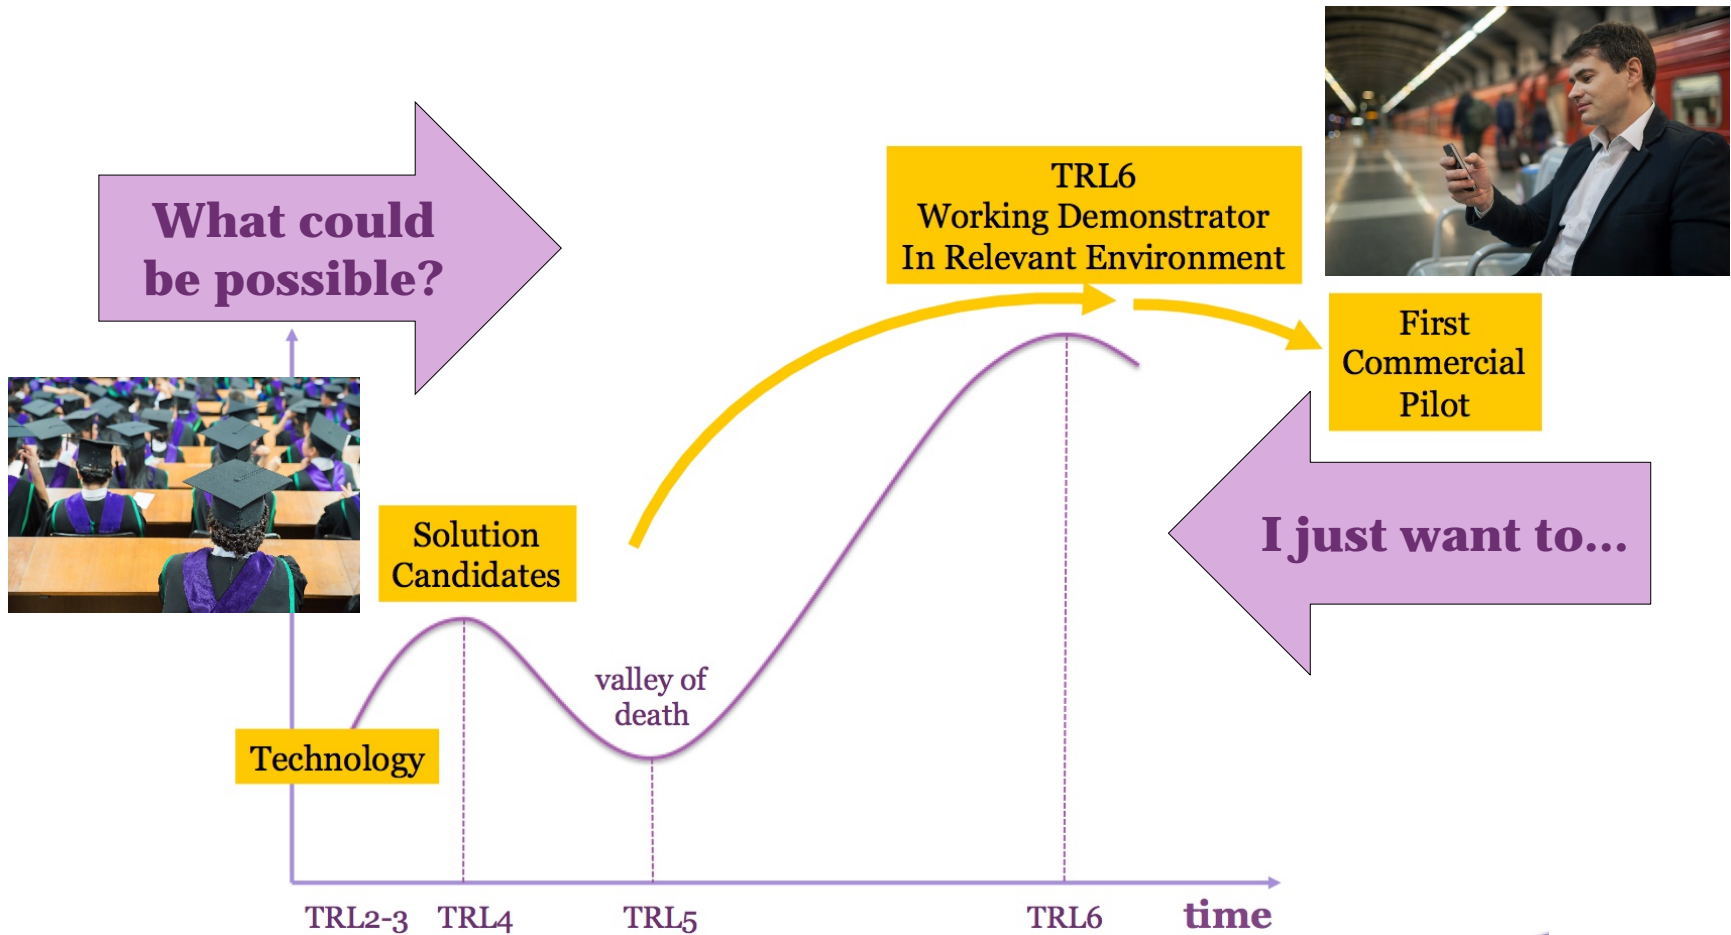 What could
be possible?
TRL6
Working Demonstrator
In Relevant Environment
First
Commercial
Pilot
I just want to...
Solution
Candidates
valley of
death
Technology
TRL2-3
TRL4
TRL5
TRL6
time